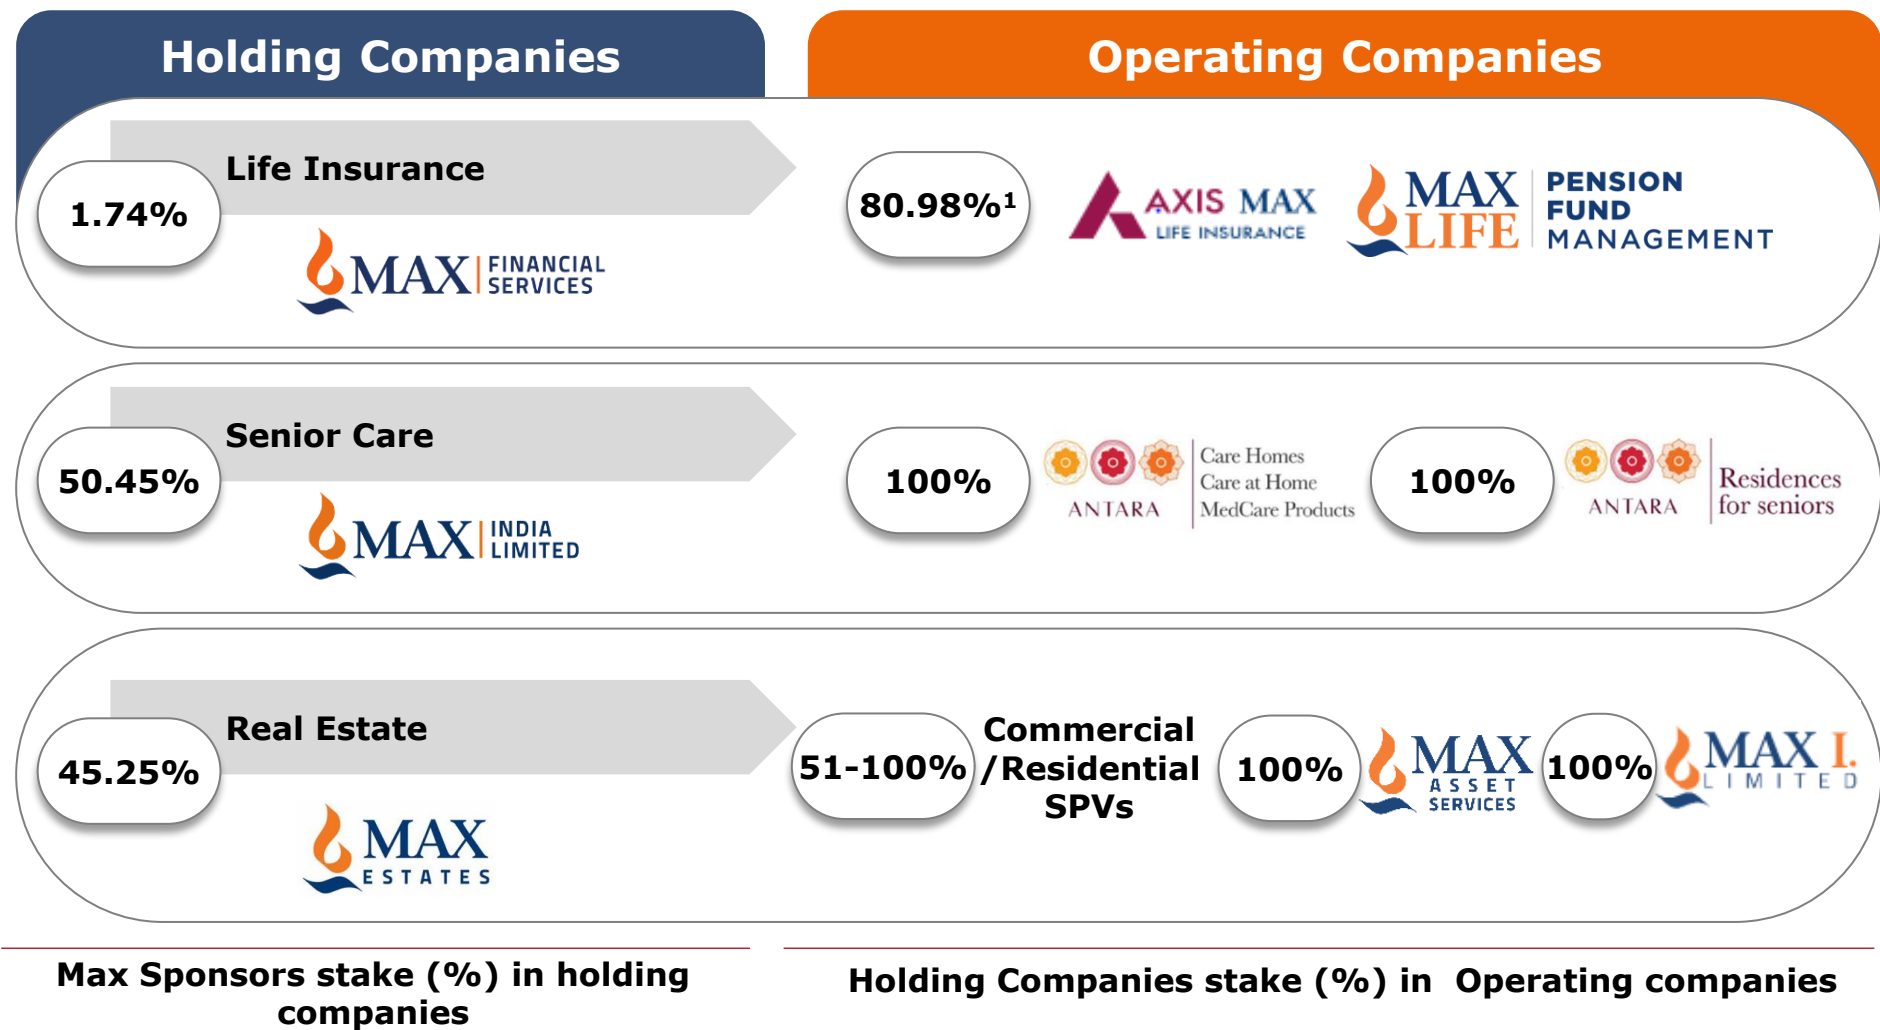 Holding Companies
Operating Companies
Life Insurance
1.74%
MAX FINANCIAL
SERVICES
80.98%¹
AXIS MAX
LIFE INSURANCE
MAX
LIFE
PENSION
FUND
MANAGEMENT
Senior Care
50.45%
MAX INDIA
LIMITED
100%
ANTARA
Care Homes
Care at Home
MedCare Products
100%
ANTARA
Residences
for seniors
Real Estate
45.25%
MAX
ESTATES
51-100%
Commercial
/Residential
SPVs
100%
MAX
ASSET
SERVICES
100%
MAX I.
LIMITED
Max Sponsors stake (%) in holding
companies
Holding Companies stake (%) in Operating companies